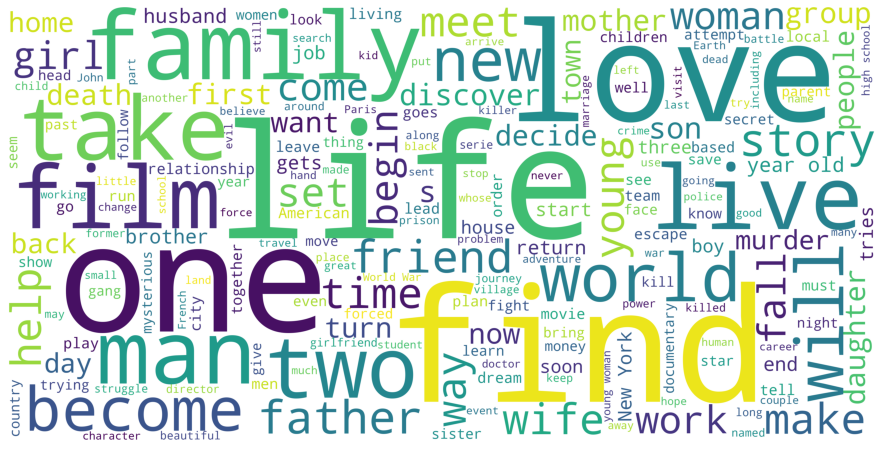 home
husband
women
look
living
meet
mother
woman
group
girl
family
job
still
search
new
love
children
attempt
Earth
battle
local
people
high school
head
John
part
kid
put
arrive
town
dead
including
child
death
another
first
come
discover
marriage
left
visit
parent
past
follow
believe
around
Paris
goes
killer
well
last
try
name
seem
take
evil
want
begin
along
serie
decide
son
secret
crime
three
based
story
relationship
leave
thing
black
life
young
use
save
year old
working
little
school
gets
hand
made
sent
stop
whose
never
live
see
going
police
film
run
year
set
s
order
team
face
know
good
go
change
force
American
lead
prison
start
many
tries
back
former
brother
travel
move
house
problem
return
escape
boy
murder
war
show
small
mysterious
together
one
place
great
friend
adventure
world
kill
fall
will
help
gang
land
French
city
World War
time
journey
village
power
killed
must
may
even
forced
plan
fight
movie
documentary
night
day
play
man
turn
find
now
bring
human
career
daughter
give
girlfriend
student
two
way
learn
doctor
soon
money
New York
star
end
trying
men
much
dream
keep
young woman
hope
tell
couple
country
struggle
director
become
father
sister
event
wife
away
work
long
named
make
character
beautiful